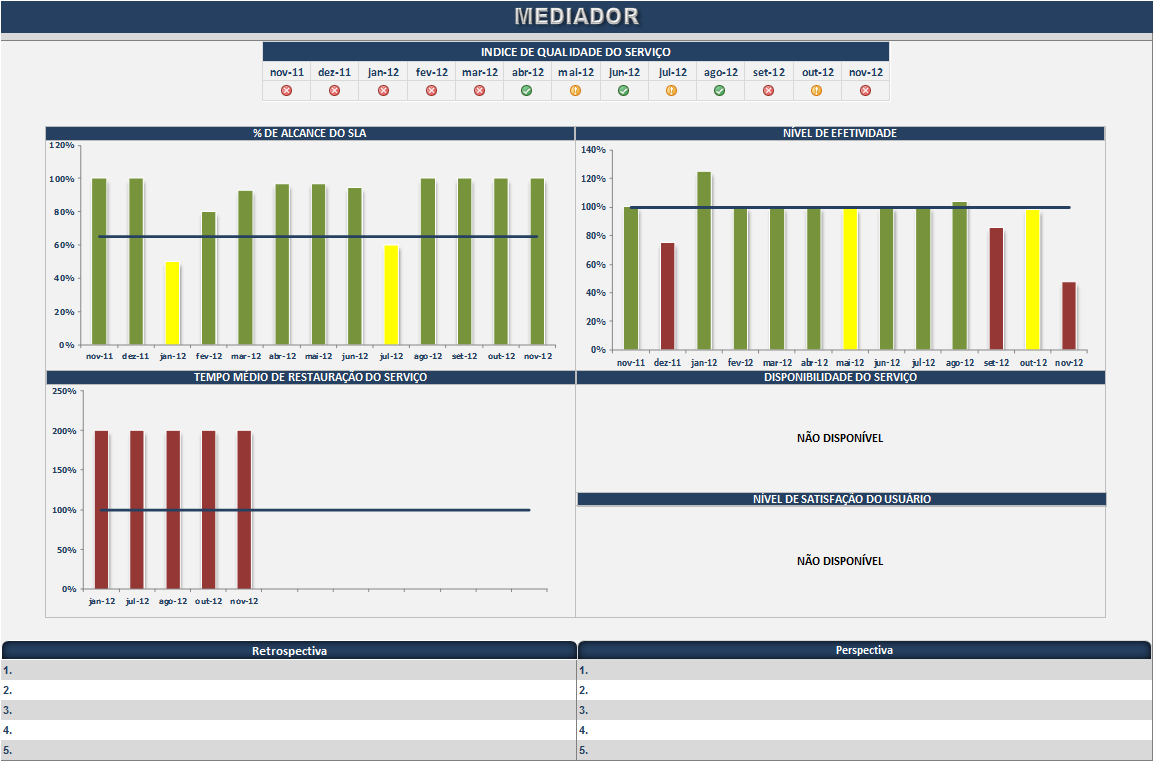 MEDIADOR
INDICE DE QUALIDADE DO SERVIÇO
nov-11 dez-11 jan-12 fev-12 mar-12 abr-12 mai-12 jun-12 jul-12 ago-12 set-12 out-12 nov-12
% DE ALCANCE DO SLA
120%
100%
80%
60%
40%
20%
0%
nov-11 dez-11 jan-12 fev-12 mar-12 abr-12 mai-12 jun-12 jul-12 ago-12 set-12 out-12 nov-12
NÍVEL DE EFETIVIDADE
140%
120%
100%
80%
60%
40%
20%
0%
nov-11 dez-11 jan-12 fev-12 mar-12 abr-12 mai-12 jun-12 jul-12 ago-12 set-12 out-12 nov-12
TEMPO MÉDIO DE RESTAURAÇÃO DO SERVIÇO
250%
200%
150%
100%
50%
0%
jan-12 jul-12 ago-12 out-12 nov-12
DISPONIBILIDADE DO SERVIÇO
NÃO DISPONÍVEL
NÍVEL DE SATISFAÇÃO DO USUÁRIO
NÃO DISPONÍVEL
Retrospectiva
1.
2.
3.
4.
5.
Perspectiva
1.
2.
3.
4.
5.